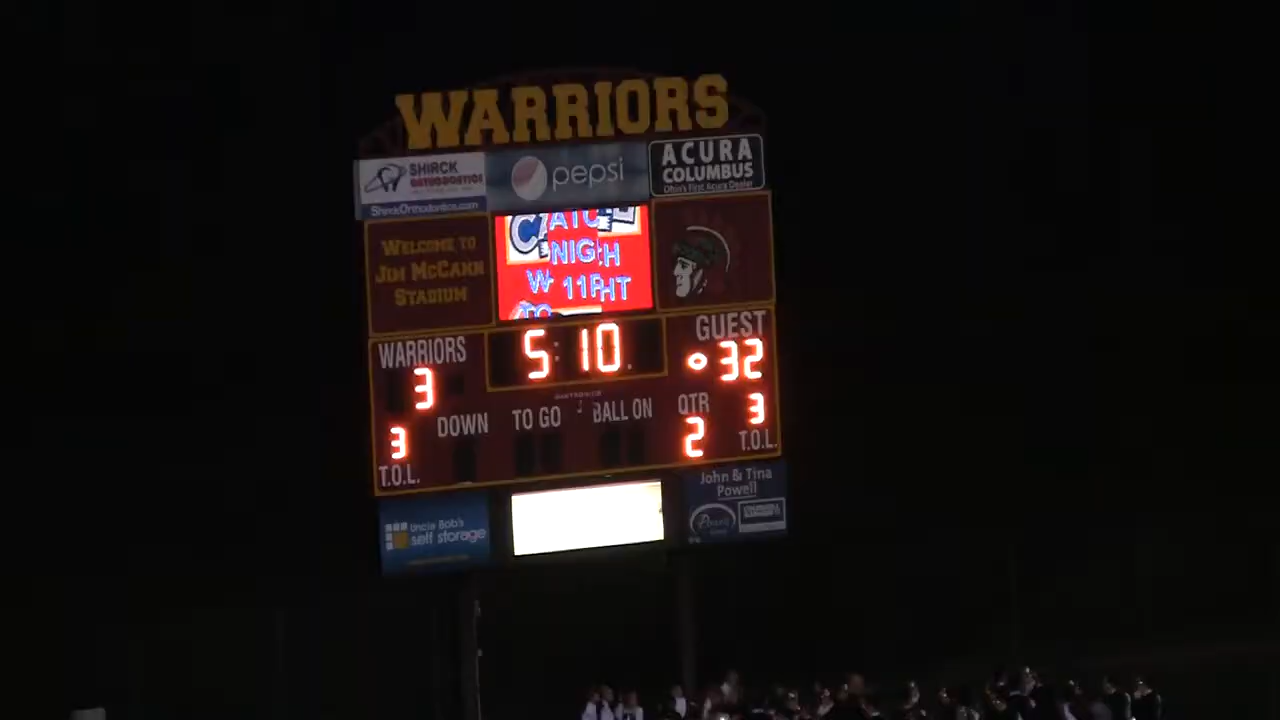 WARRIORS
SHIRCK
ORTHODONTICS
ShirckOrthodontics.com
pepsi
ACURA
COLUMBUS
Ohio's First Acura Dealer
WELCOME TO
JIM MCCANN
STADIUM
WARRIORS
3
5:10
GUEST
32
DOWN
TO GO
BALL ON
QTR
2
3
T.O.L.
3
T.O.L.
Uncle Bob's
self storage
John & Tina
Powell